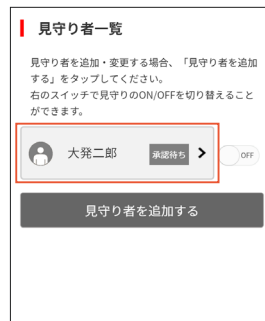 見守り者一覧
見守り者を追加・変更する場合、「見守り者を追加
する」をタップしてください。
右のスイッチで見守りのON/OFFを切り替えること
ができます。
大発二郎 承認待ち > OFF
見守り者を追加する